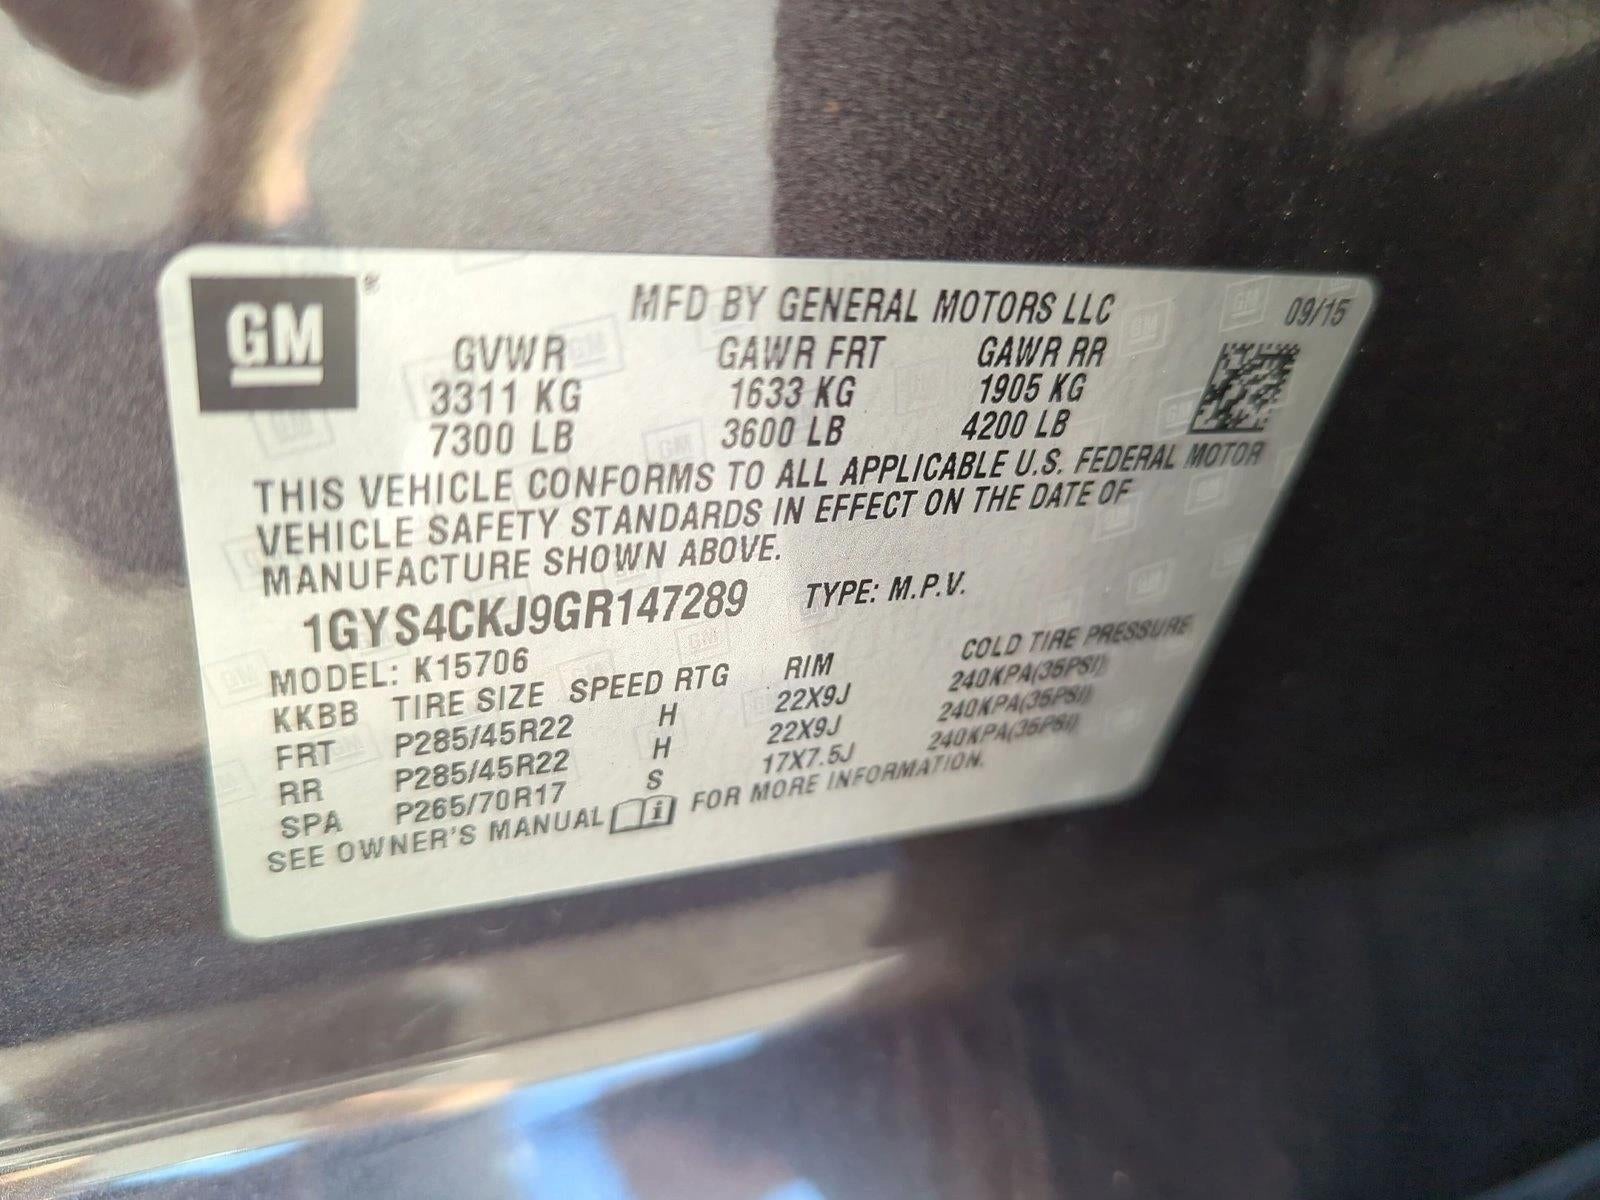 GM MFD BY GENERAL MOTORS LLC 09/15
GVWR GAWR FRT GAWR RR
3311 KG 1633 KG 1905 KG
7300 LB 3600 LB 4200 LB
THIS VEHICLE CONFORMS TO ALL APPLICABLE U.S. FEDERAL MOTOR
VEHICLE SAFETY STANDARDS IN EFFECT ON THE DATE OF
MANUFACTURE SHOWN ABOVE.
1GYS4CKJ9GR147289 TYPE: M.P.V.
MODEL: K15706
KKBB TIRE SIZE SPEED RTG RIM COLD TIRE PRESSURE
FRT P285/45R22 H 22X9J 240KPA(35PSI)
RR P285/45R22 H 22X9J 240KPA(35PSI)
SPA P265/70R17 S 17X7.5J 240KPA(35PSI)
SEE OWNER'S MANUAL FOR MORE INFORMATION.